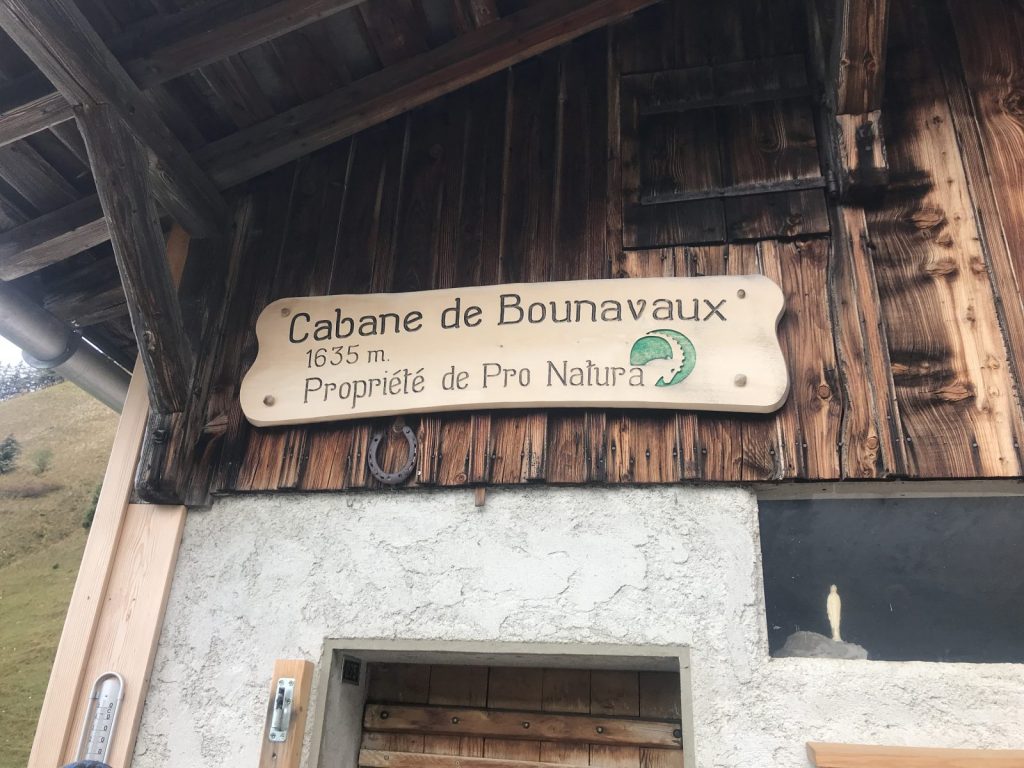 Cabane de Bounavaux
1635 m.
Propriété de Pro Natura